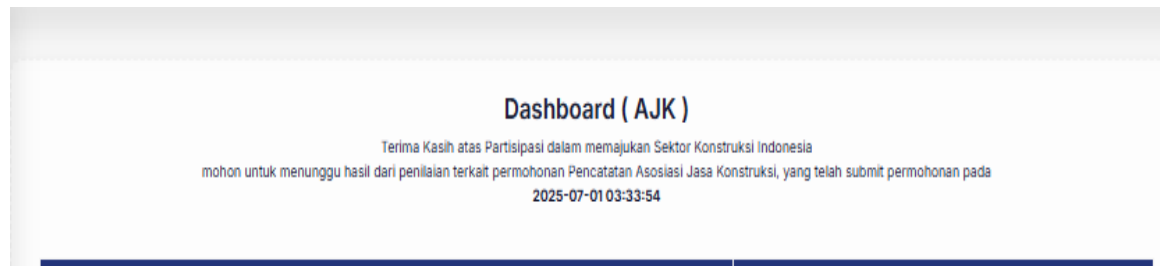 Dashboard ( AJK )
Terima Kasih atas Partisipasi dalam memajukan Sektor Konstruksi Indonesia
mohon untuk menunggu hasil dari penilaian terkait permohonan Pencatatan Asosiasi Jasa Konstruksi, yang telah submit permohonan pada
2025-07-01 03:33:54